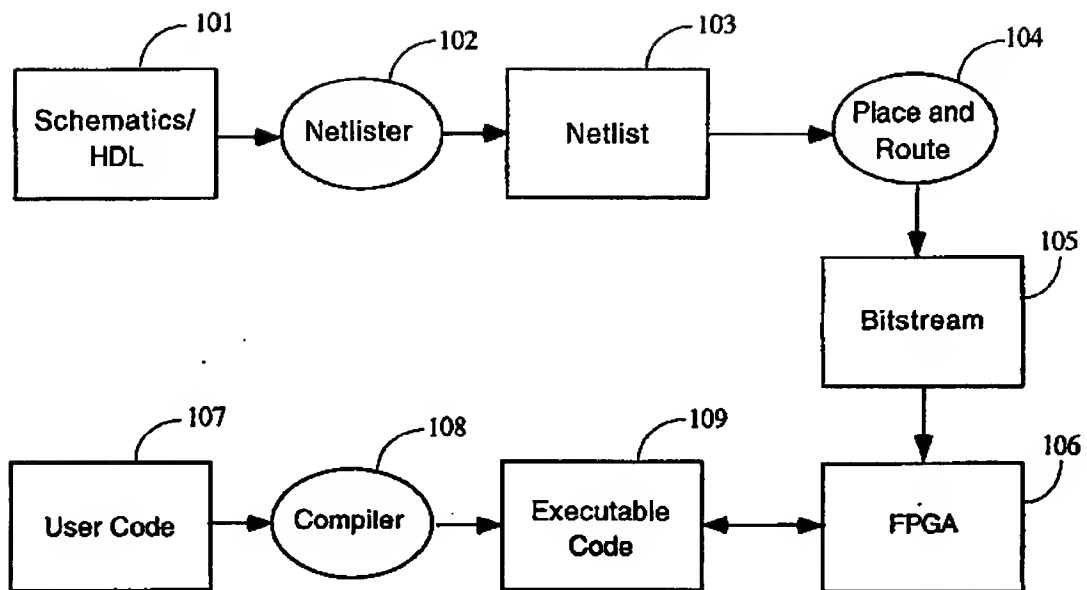 101
102
103
104
Schematics/
HDL
Netlister
Netlist
Place and
Route
105
Bitstream
107
108
109
106
User Code
Compiler
Executable
Code
FPGA